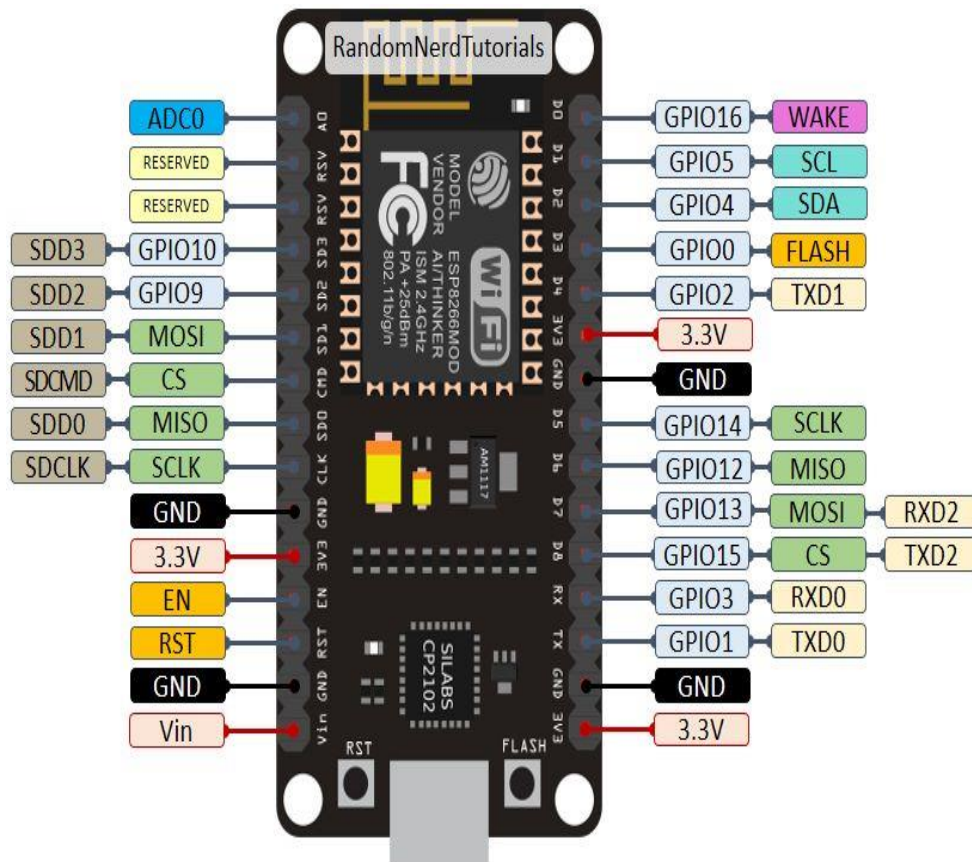 RandomNerdTutorials
ADC0 A0 D0 GPIO16 WAKE
RESERVED RSV D1 GPIO5 SCL
RESERVED RSV D2 GPIO4 SDA
SDD3 GPIO10 SD3 D3 GPIO0 FLASH
SDD2 GPIO9 SD2 D4 GPIO2 TXD1
SDD1 MOSI SD1 3V3 3.3V
SDCMD CS CMD GND GND
SDD0 MISO SD0 D5 GPIO14 SCLK
SDCLK SCLK CLK D6 GPIO12 MISO
GND GND D7 GPIO13 MOSI RXD2
3.3V 3V3 D8 GPIO15 CS TXD2
EN EN RX GPIO3 RXD0
RST RST TX GPIO1 TXD0
GND GND GND GND
Vin Vin 3V3 3.3V
MODEL ESP8266MOD
VENDOR AI/THINKER
ISM 2.4GHz
PA +25dBm
802.11b/g/n
FC
Wi Fi
AM1117
SILABS
CP2102
RST
FLASH